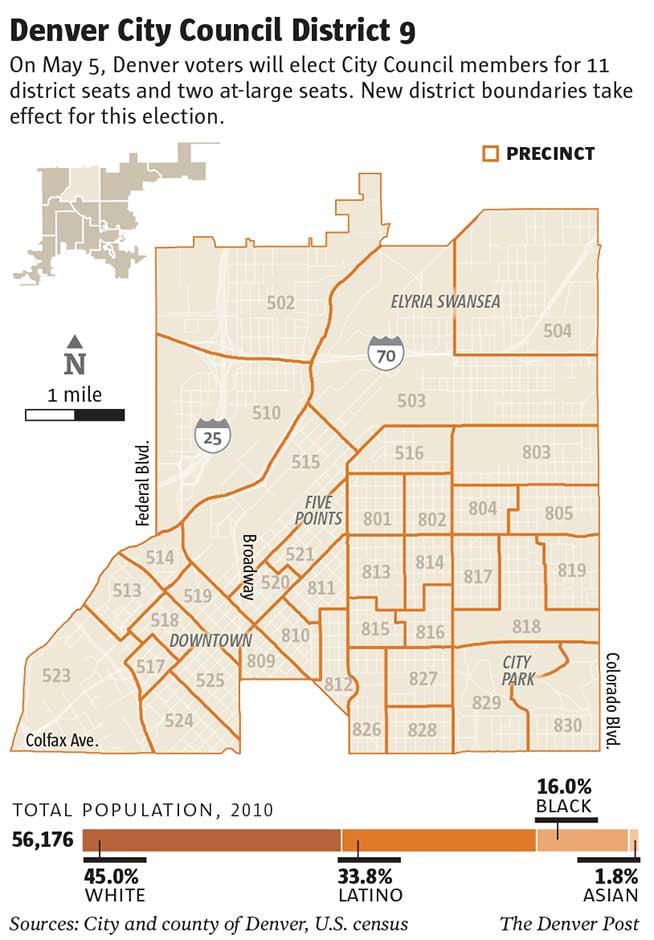 Denver City Council District 9
On May 5, Denver voters will elect City Council members for 11
district seats and two at-large seats. New district boundaries take
effect for this election.
PRECINCT
502
ELYRIA SWANSEA
504
N
70
1 mile
503
510
25
515
516
803
Federal Blvd.
FIVE
POINTS
801
802
804
805
Broadway
514
521
520
811
813
814
817
819
513
519
518
DOWNTOWN
810
815
816
818
517
809
523
525
812
827
CITY
PARK
Colorado Blvd.
524
829
826
828
830
Colfax Ave.
16.0%
BLACK
TOTAL POPULATION, 2010
56,176
45.0%
WHITE
33.8%
LATINO
1.8%
ASIAN
Sources: City and county of Denver, U.S. census
The Denver Post